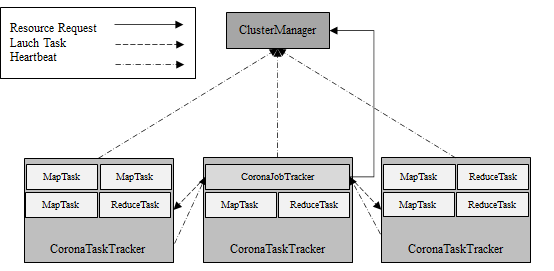 Resource Request
Lauch Task
Heartbeat
ClusterManager
MapTask MapTask
MapTask ReduceTask
CoronaTaskTracker
CoronaJobTracker
MapTask ReduceTask
CoronaTaskTracker
MapTask ReduceTask
MapTask ReduceTask
CoronaTaskTracker